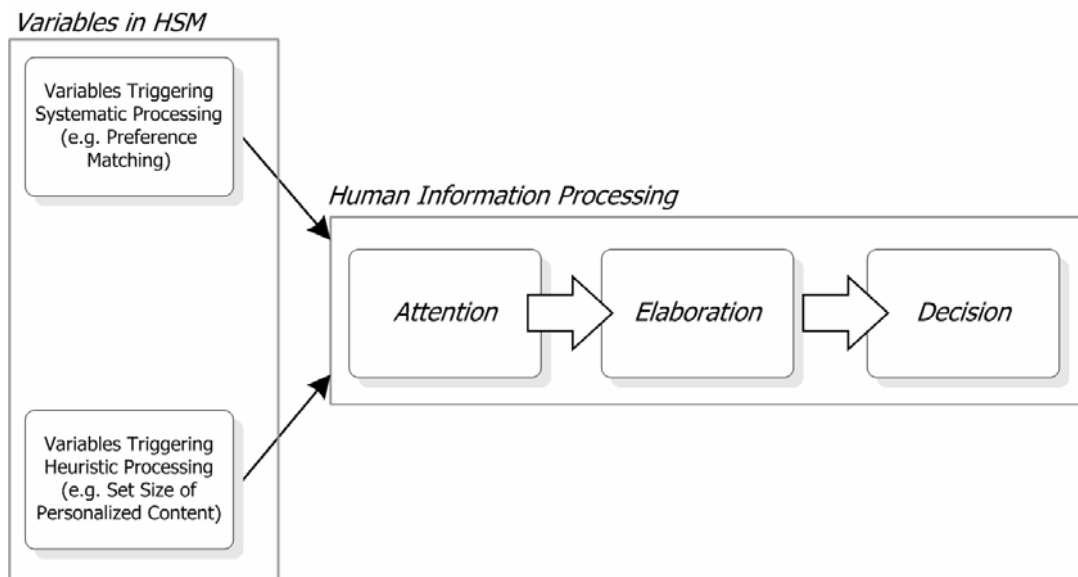 Variables in HSM
Variables Triggering
Systematic Processing
(e.g. Preference
Matching)
Human Information Processing
Attention
Elaboration
Decision
Variables Triggering
Heuristic Processing
(e.g. Set Size of
Personalized Content)